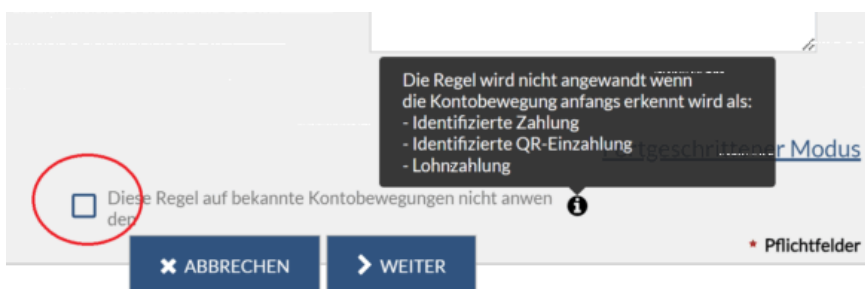 Die Regel wird nicht angewandt wenn
die Kontobewegung anfangs erkennt wird als:
- Identifizierte Zahlung
- Identifizierte QR-Einzahlung
- Lohnzahlung
Modus
Diese Regel auf bekannte Kontobewegungen nicht anwen
den
* Pflichtfelder
ABBRECHEN
WEITER